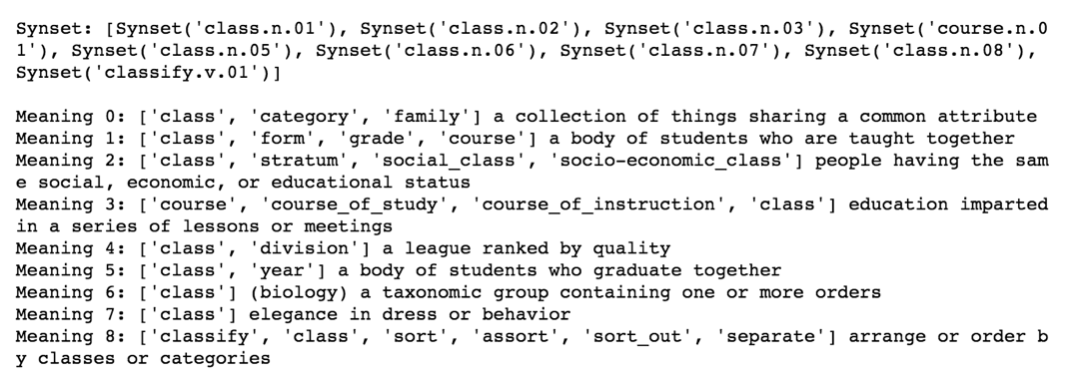 Synset: [Synset('class.n.01'), Synset('class.n.02'), Synset('class.n.03'), Synset('course.n.0
1'), Synset('class.n.05'), Synset('class.n.06'), Synset('class.n.07'), Synset('class.n.08'),
Synset('classify.v.01')]
Meaning 0: ['class', 'category', 'family'] a collection of things sharing a common attribute
Meaning 1: ['class', 'form', 'grade', 'course'] a body of students who are taught together
Meaning 2: ['class', 'stratum', 'social_class', 'socio-economic_class'] people having the sam
e social, economic, or educational status
Meaning 3: ['course', 'course_of_study', 'course_of_instruction', 'class'] education imparted
in a series of lessons or meetings
Meaning 4: ['class', 'division'] a league ranked by quality
Meaning 5: ['class', 'year'] a body of students who graduate together
Meaning 6: ['class'] (biology) a taxonomic group containing one or more orders
Meaning 7: ['class'] elegance in dress or behavior
Meaning 8: ['classify', 'class', 'sort', 'assort', 'sort_out', 'separate'] arrange or order b
y classes or categories